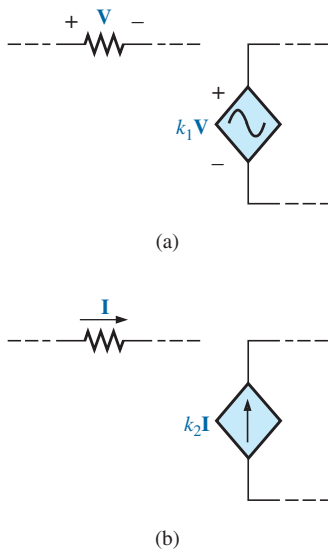 + V –
+
k₁V
–
(a)
I
k₂I
(b)